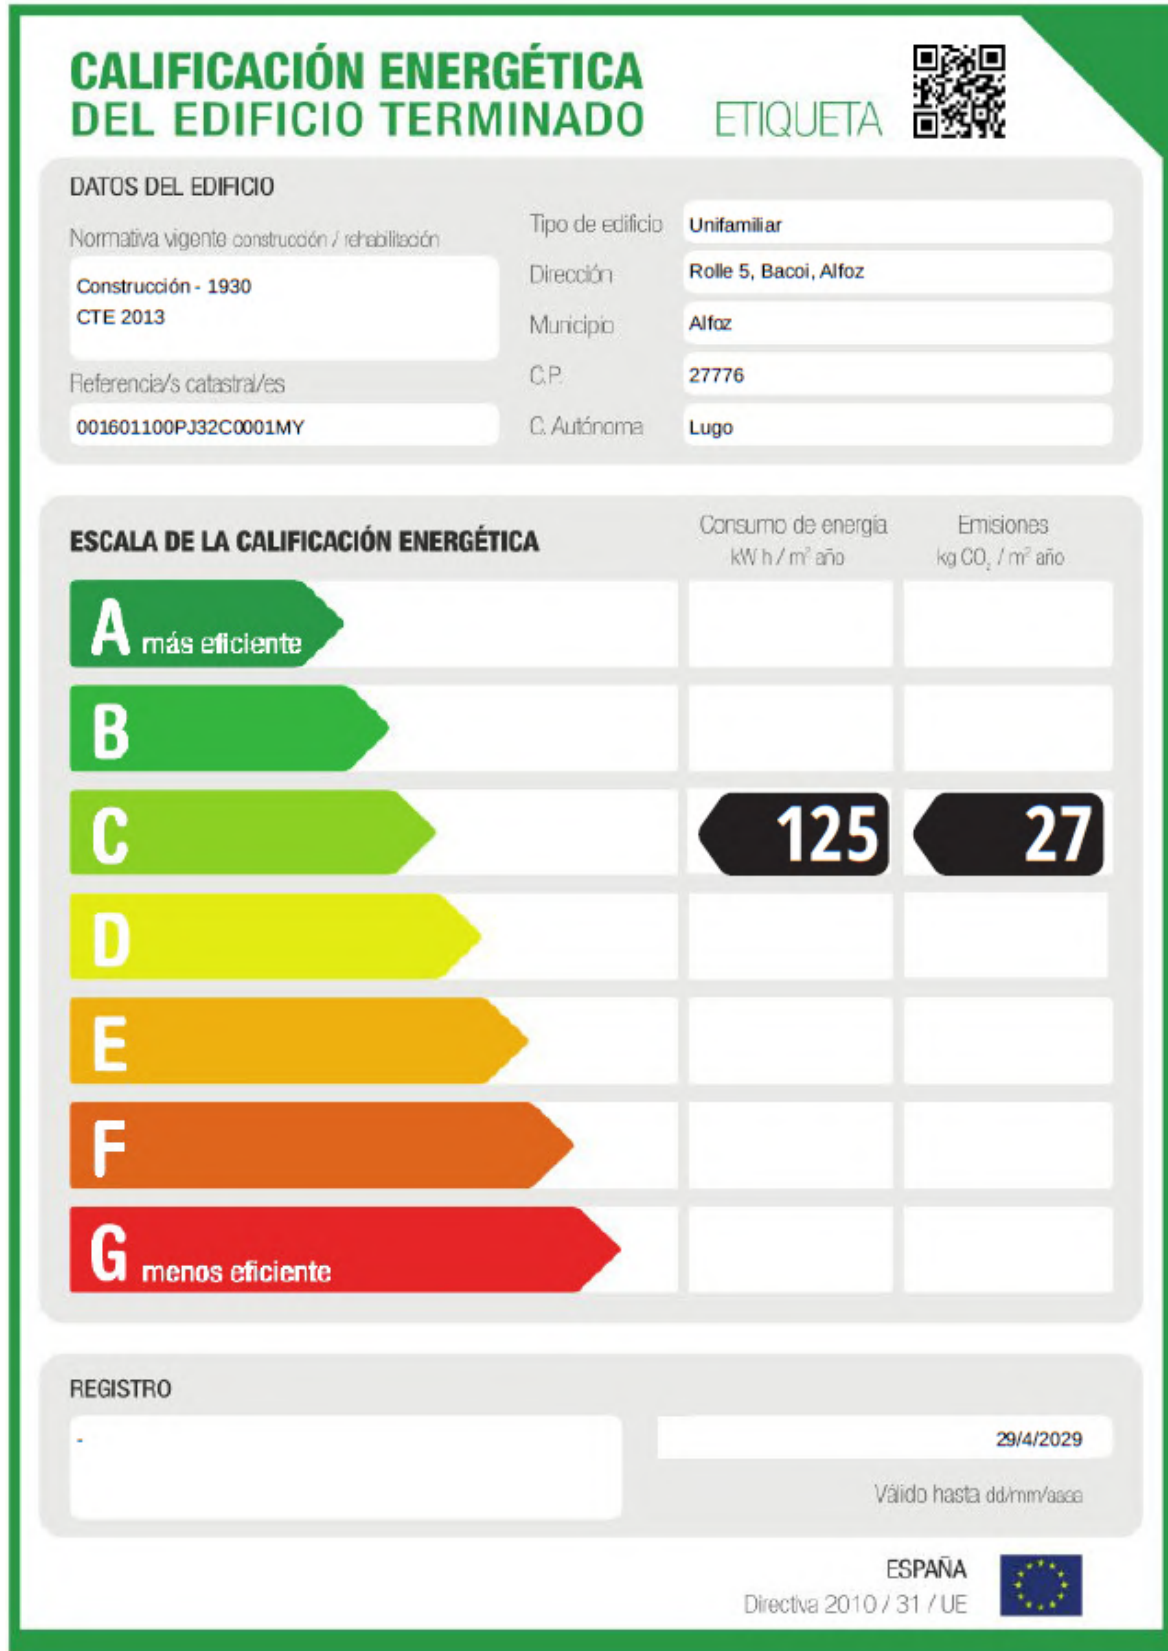 CALIFICACIÓN ENERGÉTICA
DEL EDIFICIO TERMINADO
ETIQUETA
DATOS DEL EDIFICIO
Normativa vigente construcción / rehabilitación
Construcción - 1930
CTE 2013
Referencia/s catastral/es
001601100PJ32C0001MY
Tipo de edificio Unifamiliar
Dirección Rolle 5, Bacoi, Alfoz
Municipio Alfoz
C.P. 27776
C. Autónoma Lugo
ESCALA DE LA CALIFICACIÓN ENERGÉTICA
Consumo de energía
kW h / m² año
Emisiones
kg CO₂ / m² año
A más eficiente
B
C 125 27
D
E
F
G menos eficiente
REGISTRO
-
29/4/2029
Válido hasta dd/mm/aaaa
ESPAÑA
Directiva 2010 / 31 / UE